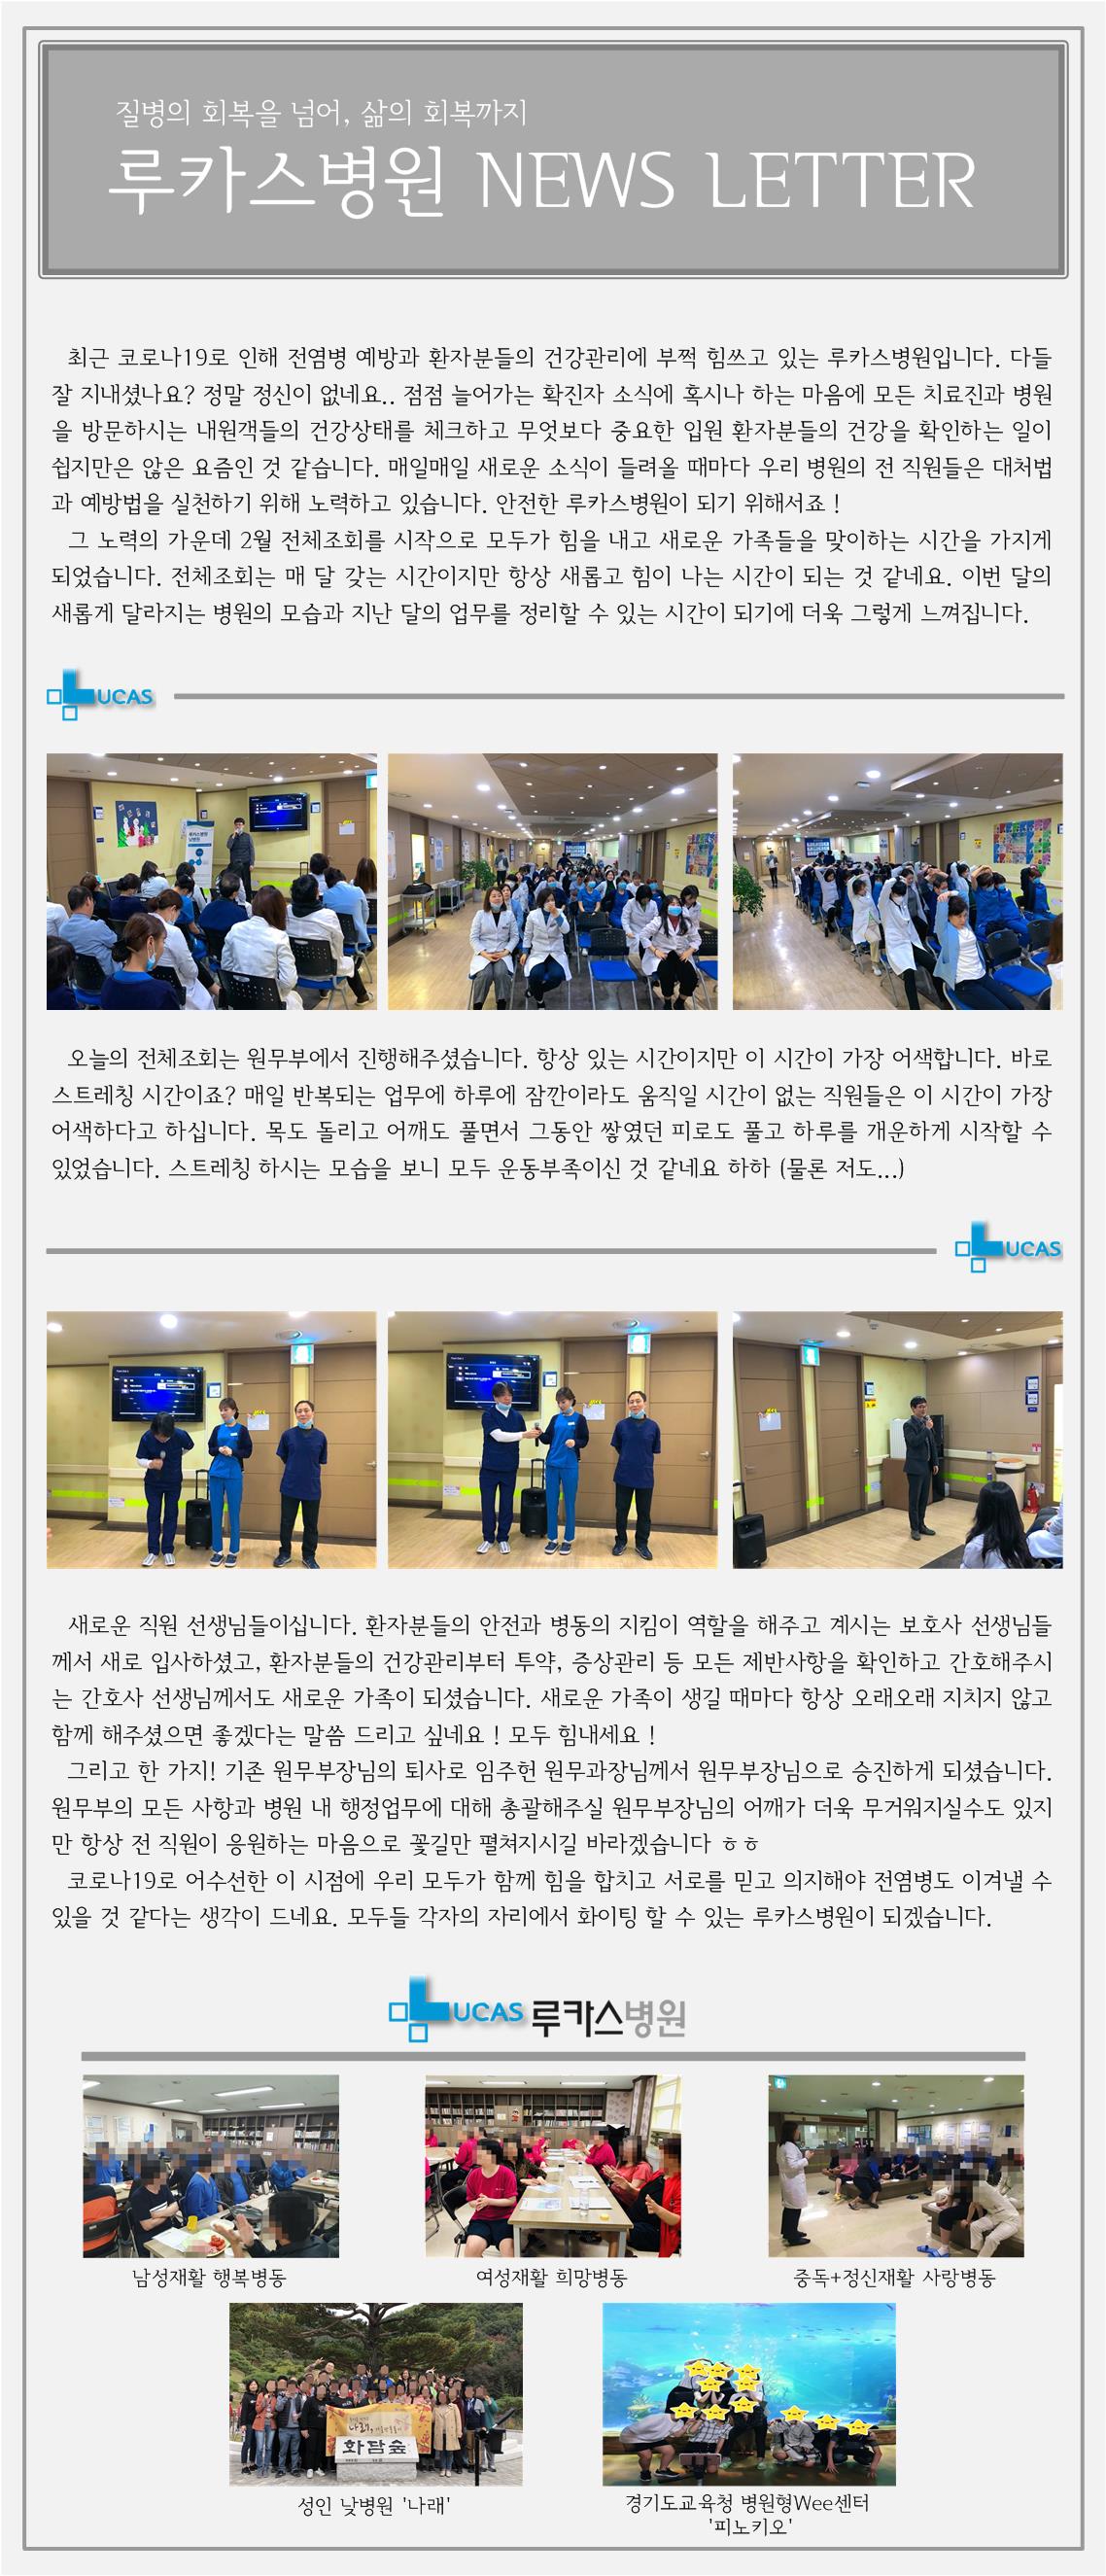 질병의 회복을 넘어, 삶의 회복까지
루카스병원 NEWS LETTER
최근 코로나19로 인해 전염병 예방과 환자분들의 건강관리에 부쩍 힘쓰고 있는 루카스병원입니다. 다들
잘 지내셨나요? 정말 정신이 없네요.. 점점 늘어가는 확진자 소식에 혹시나 하는 마음에 모든 치료진과 병원
을 방문하시는 내원객들의 건강상태를 체크하고 무엇보다 중요한 입원 환자분들의 건강을 확인하는 일이
쉽지만은 않은 요즘인 것 같습니다. 매일매일 새로운 소식이 들려올 때마다 우리 병원의 전 직원들은 대처법
과 예방법을 실천하기 위해 노력하고 있습니다. 안전한 루카스병원이 되기 위해서죠 !
그 노력의 가운데 2월 전체조회를 시작으로 모두가 힘을 내고 새로운 가족들을 맞이하는 시간을 가지게
되었습니다. 전체조회는 매 달 갖는 시간이지만 항상 새롭고 힘이 나는 시간이 되는 것 같네요. 이번 달의
새롭게 달라지는 병원의 모습과 지난 달의 업무를 정리할 수 있는 시간이 되기에 더욱 그렇게 느껴집니다.
LUCAS
오늘의 전체조회는 원무부에서 진행해주셨습니다. 항상 있는 시간이지만 이 시간이 가장 어색합니다. 바로
스트레칭 시간이죠? 매일 반복되는 업무에 하루에 잠깐이라도 움직일 시간이 없는 직원들은 이 시간이 가장
어색하다고 하십니다. 목도 돌리고 어깨도 풀면서 그동안 쌓였던 피로도 풀고 하루를 개운하게 시작할 수
있었습니다. 스트레칭 하시는 모습을 보니 모두 운동부족이신 것 같네요 하하 (물론 저도...)
LUCAS
새로운 직원 선생님들이십니다. 환자분들의 안전과 병동의 지킴이 역할을 해주고 계시는 보호사 선생님들
께서 새로 입사하셨고, 환자분들의 건강관리부터 투약, 증상관리 등 모든 제반사항을 확인하고 간호해주시
는 간호사 선생님께서도 새로운 가족이 되셨습니다. 새로운 가족이 생길 때마다 항상 오래오래 지치지 않고
함께 해주셨으면 좋겠다는 말씀 드리고 싶네요 ! 모두 힘내세요 !
그리고 한 가지! 기존 원무부장님의 퇴사로 임주헌 원무과장님께서 원무부장님으로 승진하게 되셨습니다.
원무부의 모든 사항과 병원 내 행정업무에 대해 총괄해주실 원무부장님의 어깨가 더욱 무거워지실수도 있지
만 항상 전 직원이 응원하는 마음으로 꽃길만 펼쳐지시길 바라겠습니다 ㅎㅎ
코로나19로 어수선한 이 시점에 우리 모두가 함께 힘을 합치고 서로를 믿고 의지해야 전염병도 이겨낼 수
있을 것 같다는 생각이 드네요. 모두들 각자의 자리에서 화이팅 할 수 있는 루카스병원이 되겠습니다.
LUCAS 루카스병원
남성재활 행복병동
여성재활 희망병동
중독+정신재활 사랑병동
나래,
화담숲
성인 낮병원 '나래'
경기도교육청 병원형Wee센터
'피노키오'